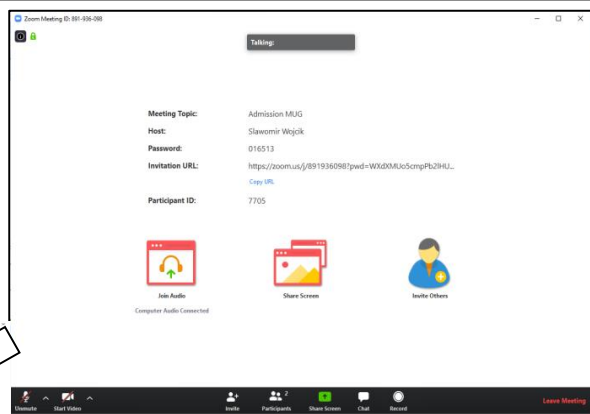 Zoom Meeting ID: 891-936-098
Talking:
Meeting Topic: Admission MUG
Host: Slawomir Wojcik
Password: 016513
Invitation URL: https://zoom.us/j/891936098?pwd=WXdXMUo5cmpPb2lHU...
Copy URL
Participant ID: 7705
Join Audio Share Screen Invite Others
Computer Audio Connected
2
Unmute Start Video Invite Participants Share Screen Chat Record Leave Meeting